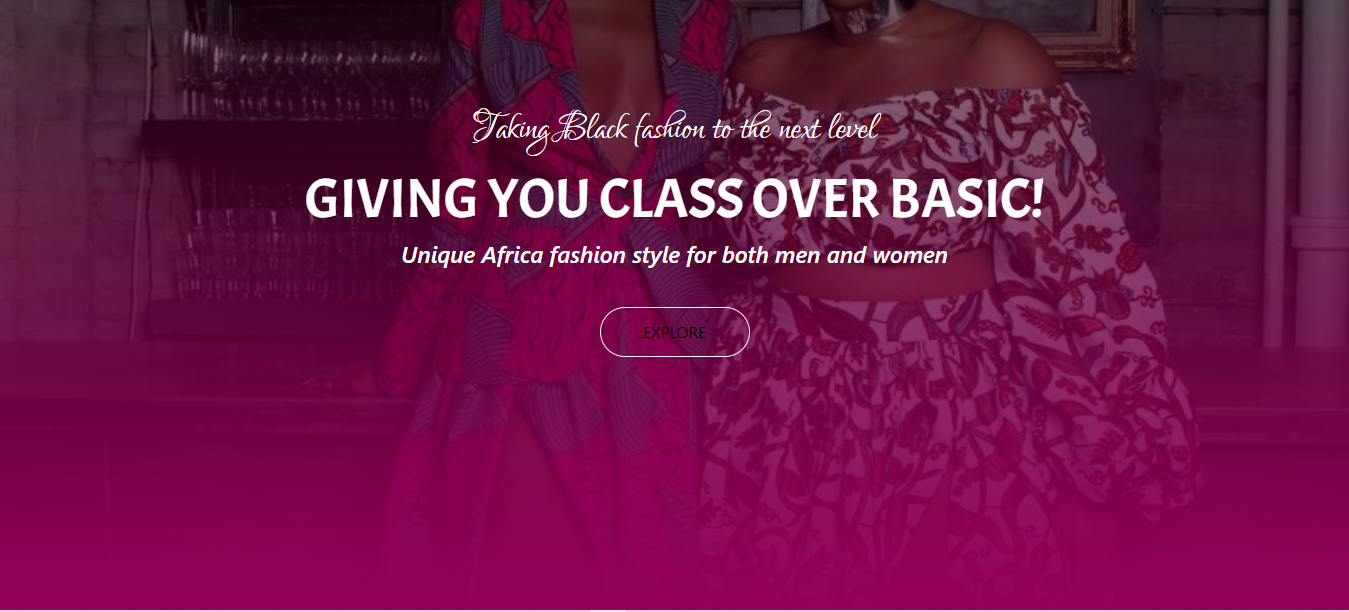 Taking Black fashion to the next level
GIVING YOU CLASS OVER BASIC!
Unique Africa fashion style for both men and women
EXPLORE